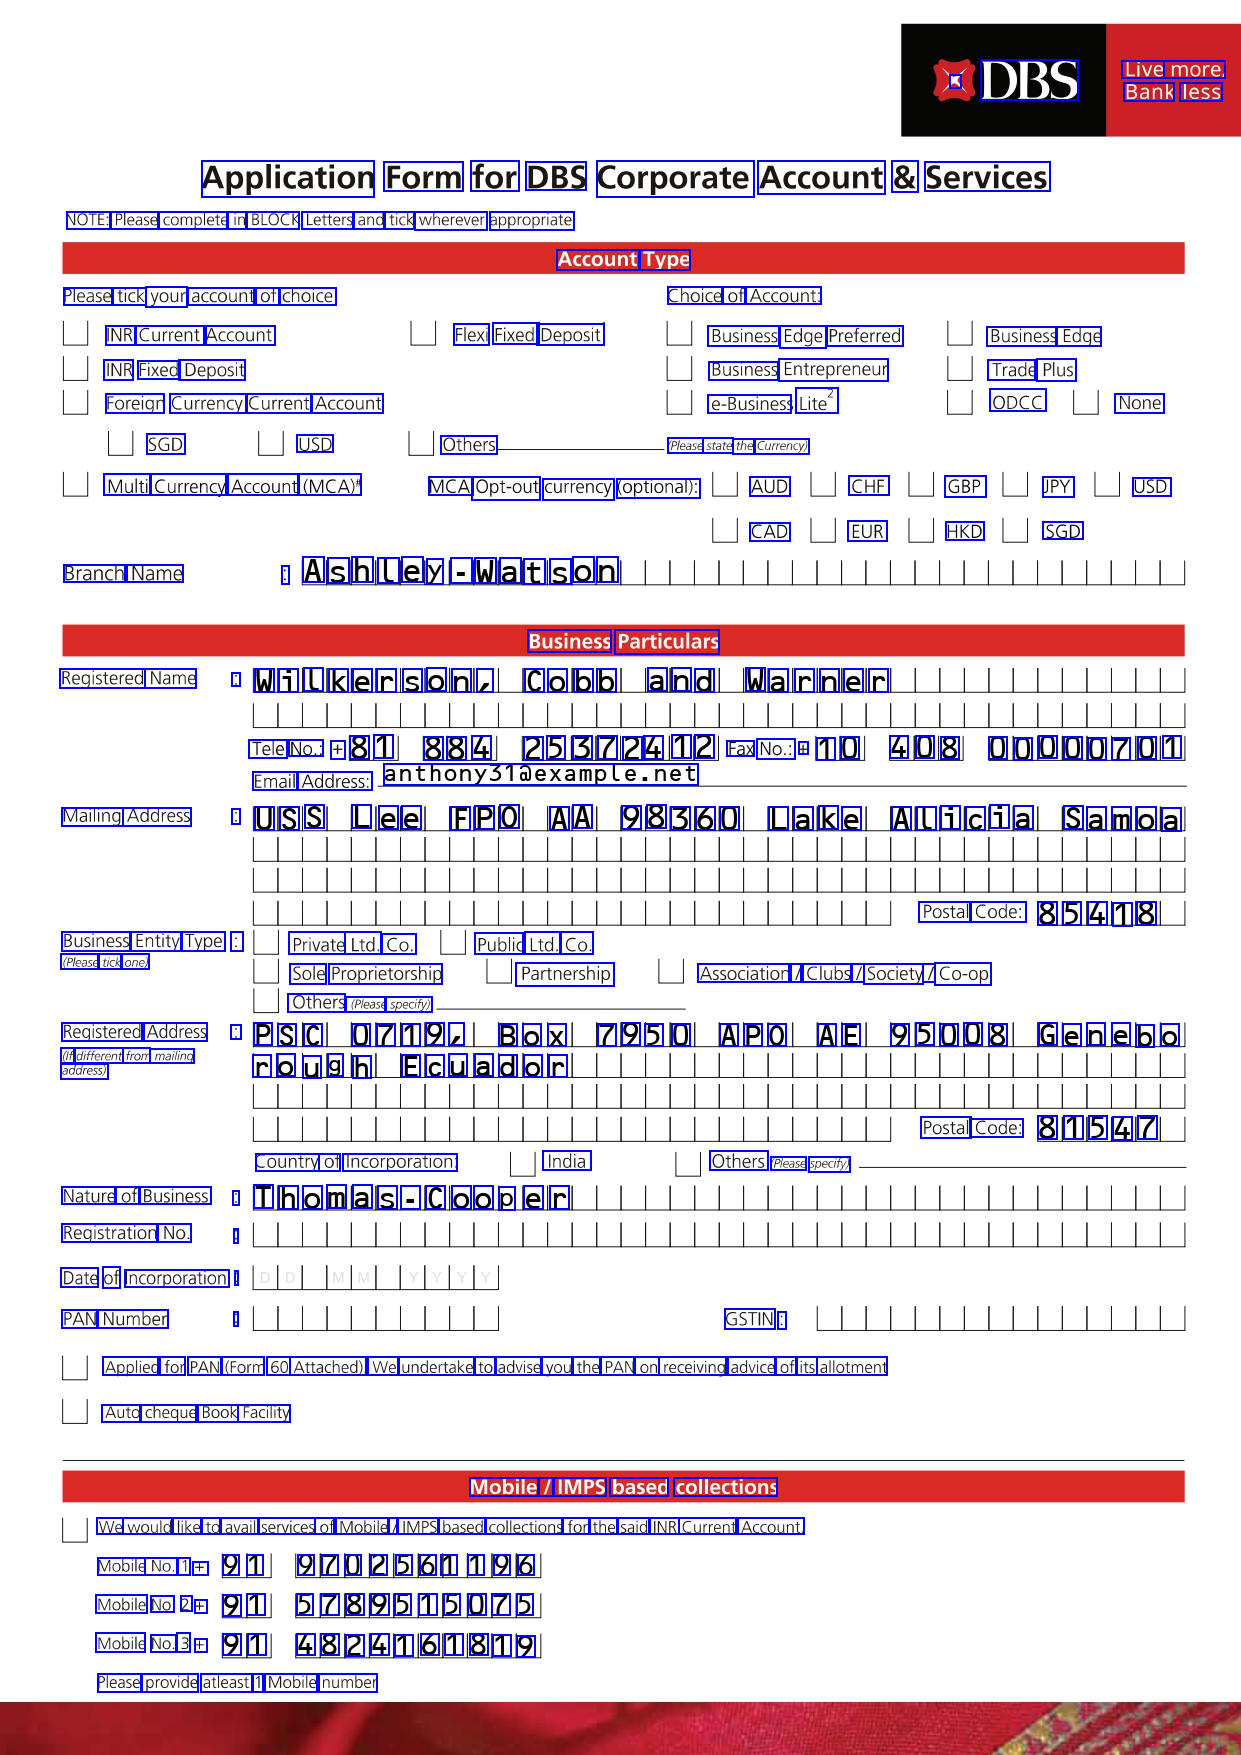 DBS
Live more,
Bank less
Application Form for DBS Corporate Account & Services
NOTE: Please complete in BLOCK Letters and tick wherever appropriate
Account Type
Please tick your account of choice
Choice of Account:
INR Current Account Flexi Fixed Deposit Business Edge Preferred Business Edge
INR Fixed Deposit Business Entrepreneur Trade Plus
Foreign Currency Current Account e-Business Lite² ODCC None
SGD USD Others (Please state the Currency)
Multi Currency Account (MCA)# MCA Opt-out currency (optional): AUD CHF GBP JPY USD
CAD EUR HKD SGD
Branch Name : Ashley-Watson
Business Particulars
Registered Name : Wilkerson, Cobb and Warner
Tele No.: + 81 884 25372412 Fax No.: + 10 408 00000701
Email Address: anthony31@example.net
Mailing Address : USS Lee FPO AA 98360 Lake Alicia Samoa
Postal Code: 85418
Business Entity Type : Private Ltd. Co. Public Ltd. Co.
(Please tick one)
Sole Proprietorship Partnership Association / Clubs / Society / Co-op
Others (Please specify)
Registered Address : PSC 0719, Box 7950 APO AE 95008 Genebo
(If different from mailing address)
rough Ecuador
Postal Code: 81547
Country of Incorporation: India Others (Please specify)
Nature of Business : Thomas-Cooper
Registration No. :
Date of Incorporation : D D M M Y Y Y Y
PAN Number : GSTIN :
Applied for PAN (Form 60 Attached). We undertake to advise you the PAN on receiving advice of its allotment
Auto cheque Book Facility
Mobile / IMPS based collections
We would like to avail services of Mobile / IMPS based collections for the said INR Current Account.
Mobile No. 1 + 91 9702561196
Mobile No. 2 + 91 5789515075
Mobile No. 3 + 91 4824161819
Please provide atleast 1 Mobile number